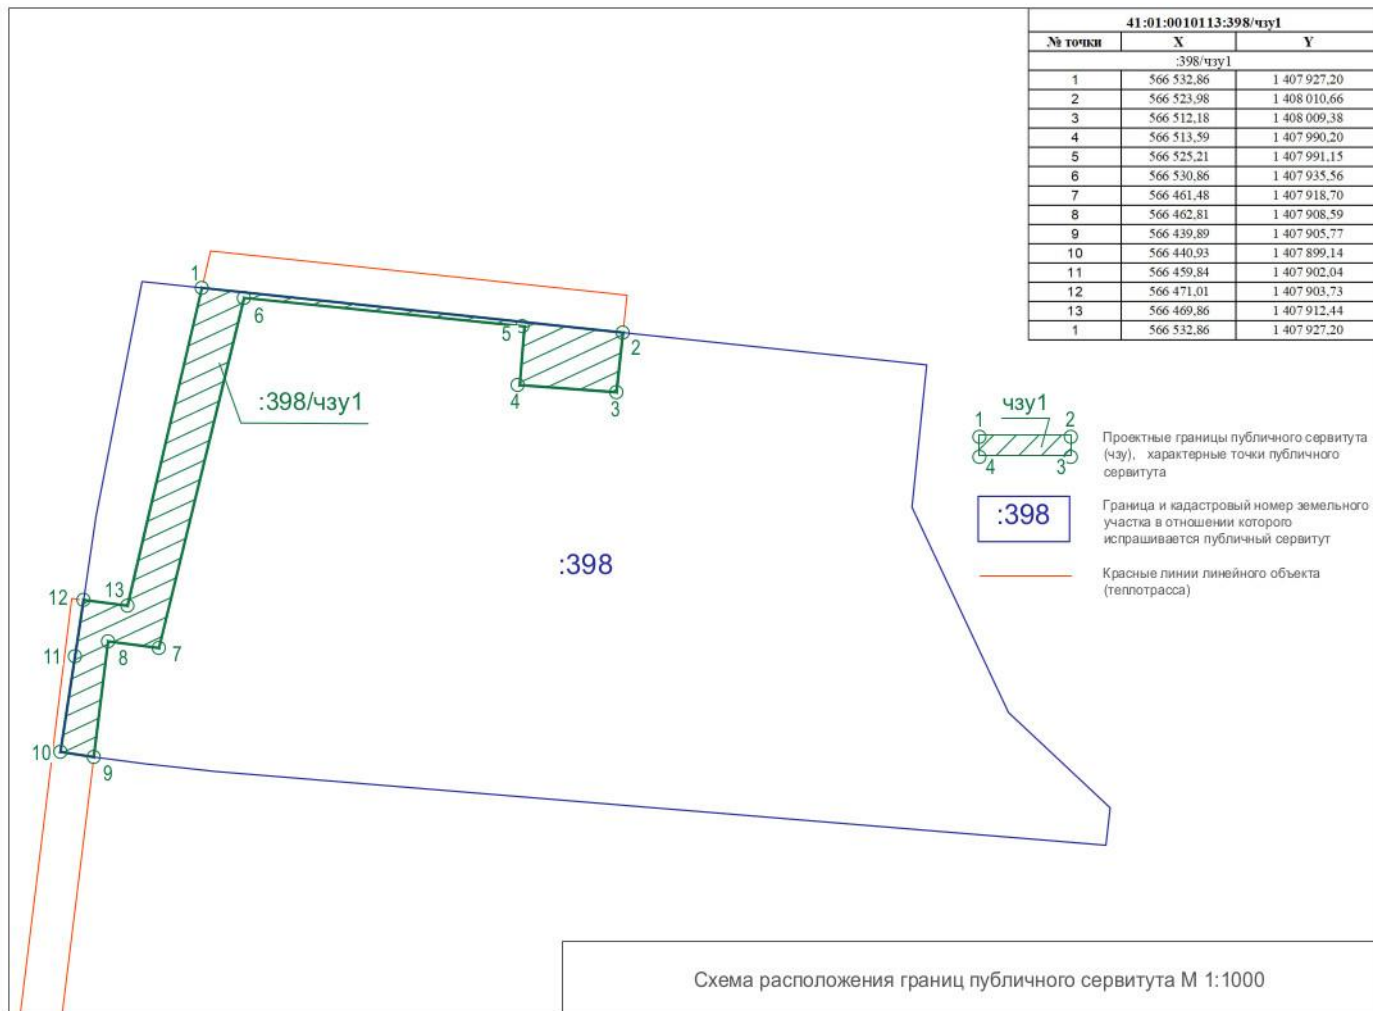 41:01:0010113:398/чзу1
№ точки X Y
:398/чзу1
1 566 532,86 1 407 927,20
2 566 523,98 1 408 010,66
3 566 512,18 1 408 009,38
4 566 513,59 1 407 990,20
5 566 525,21 1 407 991,15
6 566 530,86 1 407 935,56
7 566 461,48 1 407 918,70
8 566 462,81 1 407 908,59
9 566 439,89 1 407 905,77
10 566 440,93 1 407 899,14
11 566 459,84 1 407 902,04
12 566 471,01 1 407 903,73
13 566 469,86 1 407 912,44
1 566 532,86 1 407 927,20
1
6
5
2
4
3
:398/чзу1
:398
12
13
11
8
7
10
9
чзу1
1 2
4 3
Проектные границы публичного сервитута
(чзу), характерные точки публичного
сервитута
:398
Граница и кадастровый номер земельного
участка в отношении которого
испрашивается публичный сервитут
Красные линии линейного объекта
(теплотрасса)
Схема расположения границ публичного сервитута М 1:1000